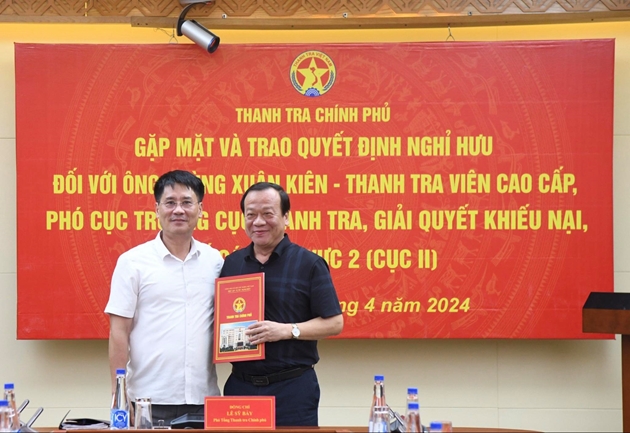 THANH TRA CHÍNH PHỦ
GẶP MẶT VÀ TRAO QUYẾT ĐỊNH NGHỈ HƯU
ĐỐI VỚI ÔNG XUÂN KIÊN - THANH TRA VIÊN CAO CẤP,
PHÓ CỤC TRƯỞNG CỤC THANH TRA, GIẢI QUYẾT KHIẾU NẠI,
2 (CỤC II)
4 năm 2024
THANH TRA CHÍNH PHỦ
ĐỒNG CHÍ
LÊ SỸ BẢY
Phó Tổng Thanh tra Chính phủ
ICY